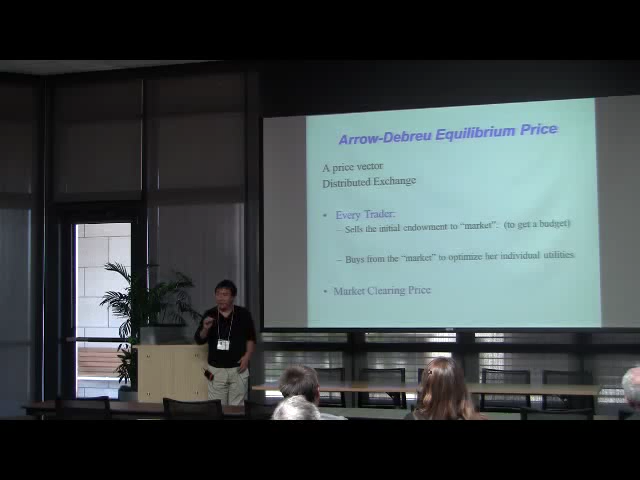 Arrow-Debreu Equilibrium Price
A price vector
Distributed Exchange
• Every Trader:
– Sells the initial endowment to “market”: (to get a budget)
– Buys from the “market” to optimize her individual utilities
• Market Clearing Price